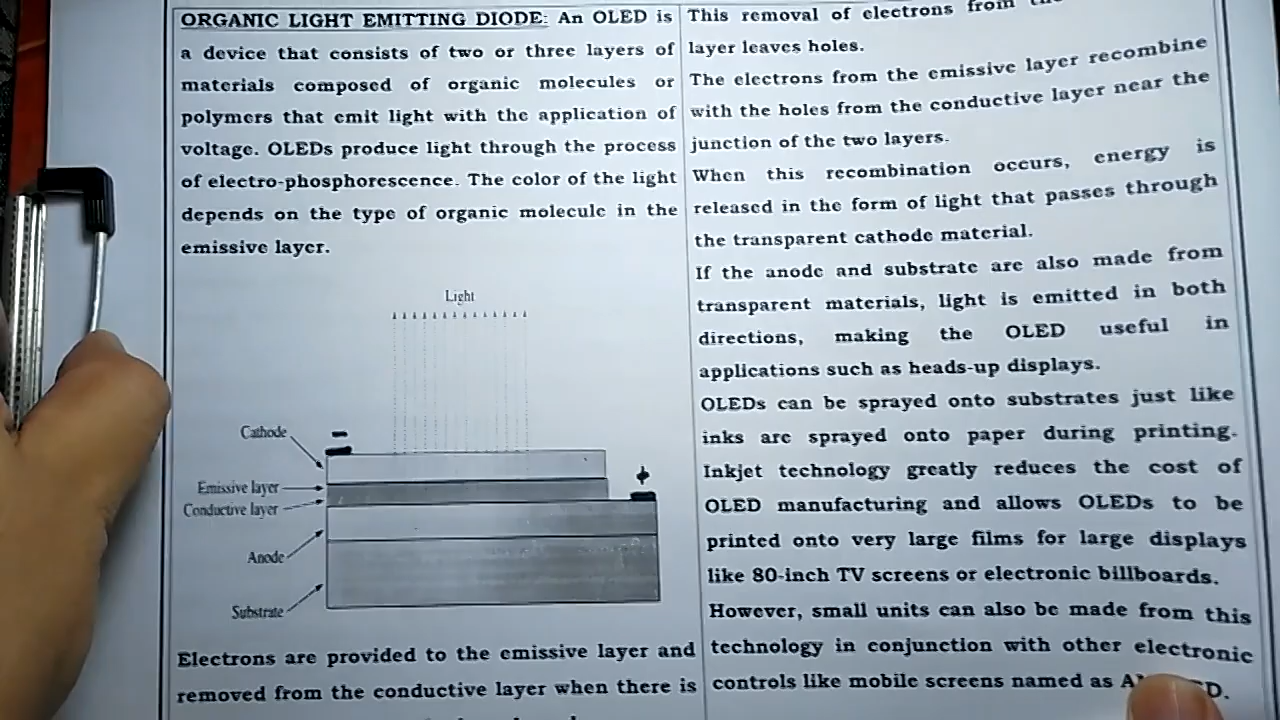 ORGANIC LIGHT EMITTING DIODE: An OLED is
a device that consists of two or three layers of
materials composed of organic molecules or
polymers that emit light with the application of
voltage. OLEDs produce light through the process
of electro-phosphorescence. The color of the light
depends on the type of organic molecule in the
emissive layer.
Light
Cathode
Emissive layer
Conductive layer
Anode
Substrate
Electrons are provided to the emissive layer and
removed from the conductive layer when there is
This removal of electrons from
layer leaves holes.
The electrons from the emissive layer recombine
with the holes from the conductive layer near the
junction of the two layers.
When this recombination occurs, energy is
released in the form of light that passes through
the transparent cathode material.
If the anode and substrate are also made from
transparent materials, light is emitted in both
directions, making the OLED useful in
applications such as heads-up displays.
OLEDs can be sprayed onto substrates just like
inks are sprayed onto paper during printing.
Inkjet technology greatly reduces the cost of
OLED manufacturing and allows OLEDs to be
printed onto very large films for large displays
like 80-inch TV screens or electronic billboards.
However, small units can also be made from this
technology in conjunction with other electronic
controls like mobile screens named as